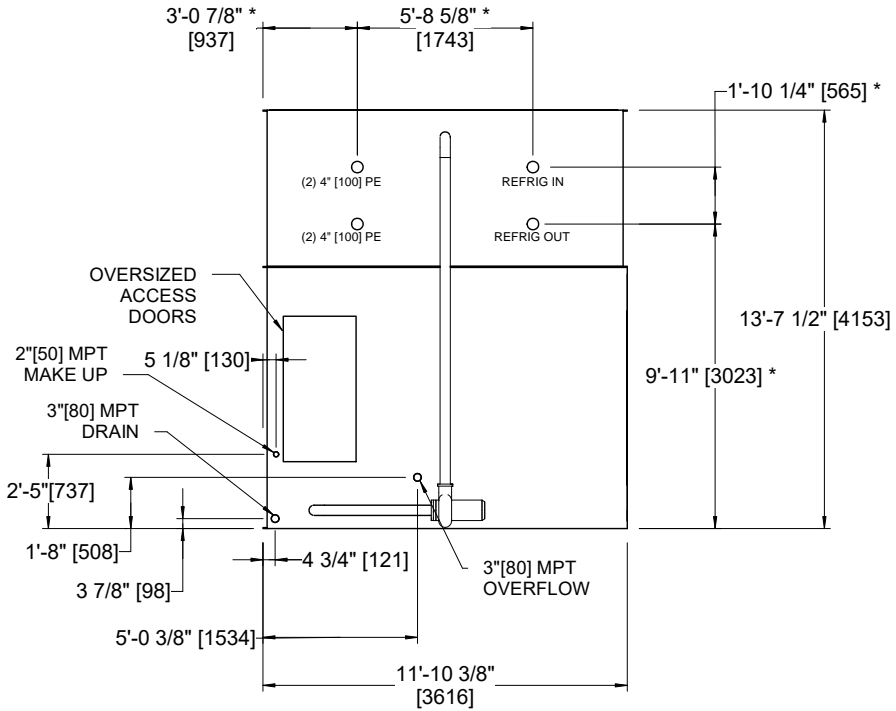 3'-0 7/8" *
[937]
5'-8 5/8" *
[1743]
1'-10 1/4" [565] *
(2) 4" [100] PE
REFRIG IN
(2) 4" [100] PE
REFRIG OUT
OVERSIZED
ACCESS
DOORS
13'-7 1/2" [4153]
2"[50] MPT
MAKE UP
5 1/8" [130]
9'-11" [3023] *
3"[80] MPT
DRAIN
2'-5"[737]
1'-8" [508]
4 3/4" [121]
3"[80] MPT
OVERFLOW
3 7/8" [98]
5'-0 3/8" [1534]
11'-10 3/8"
[3616]